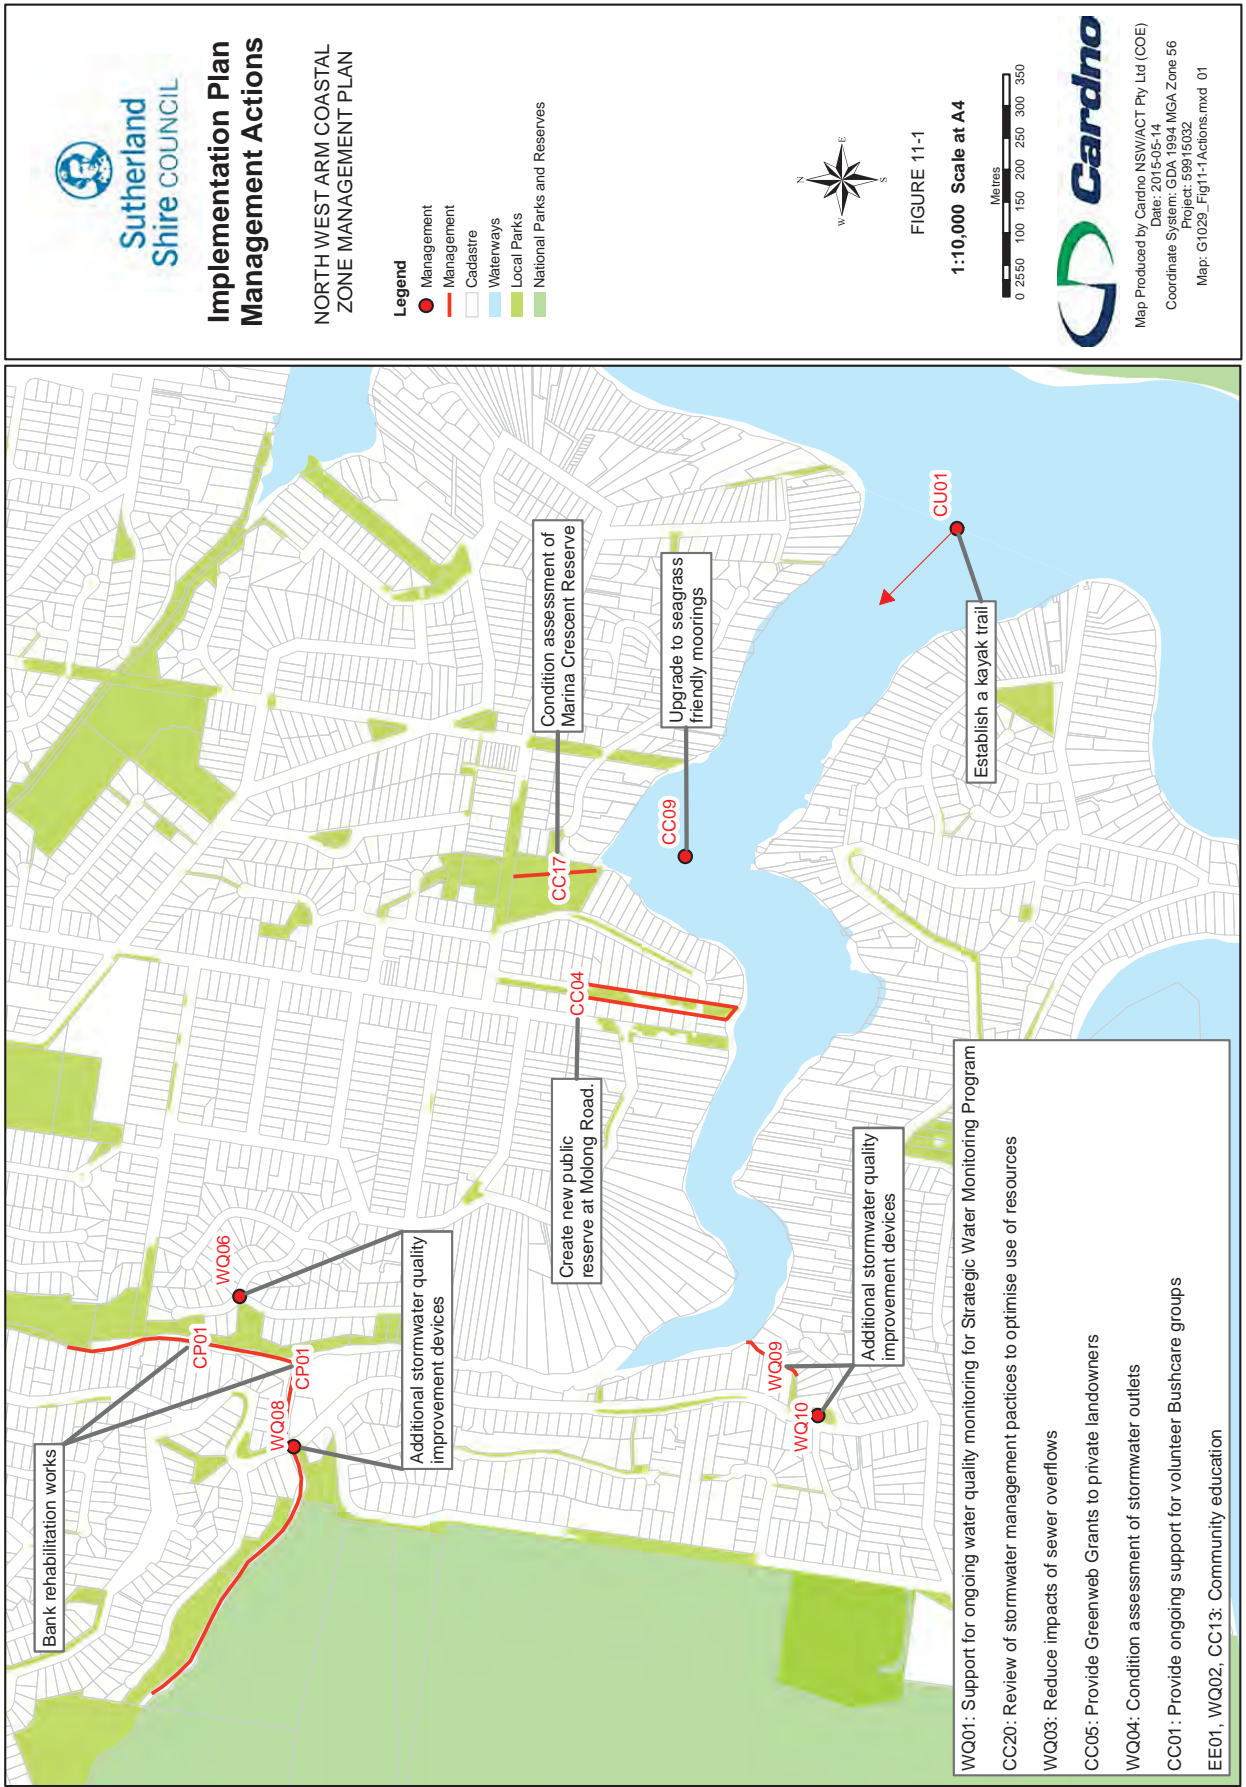 Sutherland
Shire COUNCIL
Implementation Plan
Management Actions
NORTH WEST ARM COASTAL
ZONE MANAGEMENT PLAN
Legend
Management
Management
Cadastre
Waterways
Local Parks
National Parks and Reserves
N
W
E
S
FIGURE 11-1
1:10,000 Scale at A4
Metres
0 25 50 100 150 200 250 300 350
Cardno
Map Produced by Cardno NSW/ACT Pty Ltd (COE)
Date: 2015-05-14
Coordinate System: GDA 1994 MGA Zone 56
Project: 59915032
Map: G1029_Fig11-1Actions.mxd 01
Bank rehabilitation works
CP01
CP01
WQ06
WQ08
Additional stormwater quality
improvement devices
Create new public
reserve at Molong Road.
CC04
CC17
Condition assessment of
Marina Crescent Reserve
CC09
Upgrade to seagrass
friendly moorings
CU01
Establish a kayak trail
WQ09
WQ10
Additional stormwater quality
improvement devices
WQ01: Support for ongoing water quality monitoring for Strategic Water Monitoring Program
CC20: Review of stormwater management pactices to optimise use of resources
WQ03: Reduce impacts of sewer overflows
CC05: Provide Greenweb Grants to private landowners
WQ04: Condition assessment of stormwater outlets
CC01: Provide ongoing support for volunteer Bushcare groups
EE01, WQ02, CC13: Community education